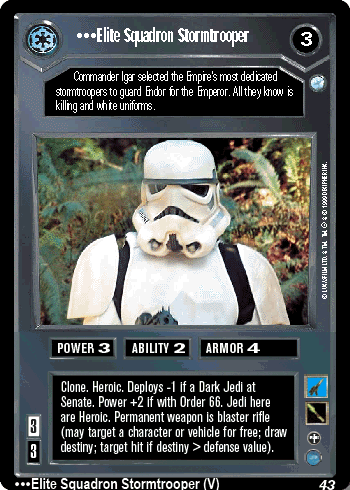 •••Elite Squadron Stormtrooper
3
Commander Igar selected the Empire's most dedicated
stormtroopers to guard Endor for the Emperor. All they know is
killing and white uniforms.
POWER 3 ABILITY 2 ARMOR 4
Clone. Heroic. Deploys -1 if a Dark Jedi at
Senate. Power +2 if with Order 66. Jedi here
are Heroic. Permanent weapon is blaster rifle
(may target a character or vehicle for free; draw
destiny; target hit if destiny > defense value).
3
3
•••Elite Squadron Stormtrooper (V) 43